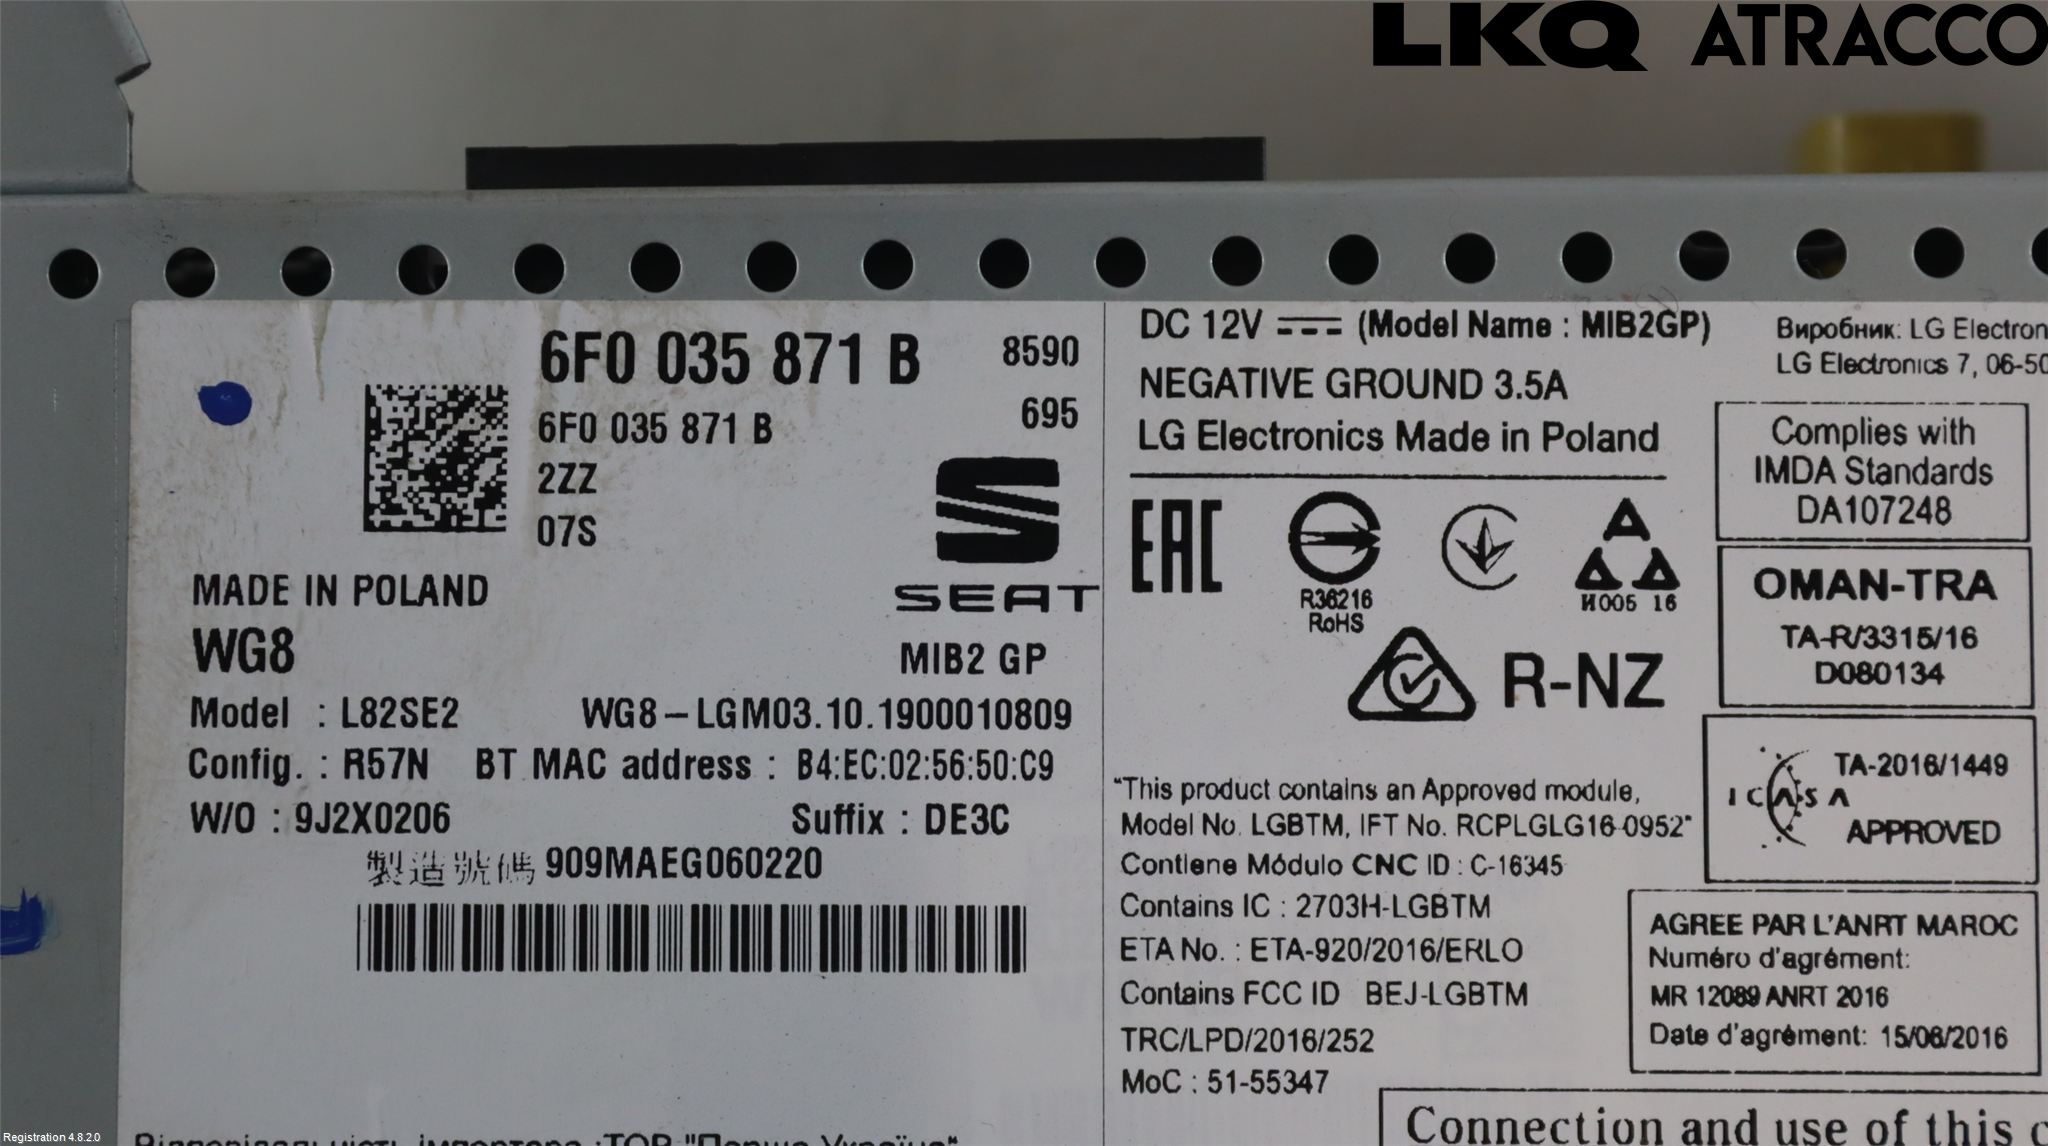 LKQ ATRACCO
6F0 035 871 B 8590
6F0 035 871 B 695
2ZZ
07S
SEAT
MADE IN POLAND
WG8 MIB2 GP
Model : L82SE2 WG8-LGM03.10.1900010809
Config. : R57N BT MAC address : B4:EC:02:56:50:C9
W/O : 9J2X0206 Suffix : DE3C
製造號碼 909MAEG060220
DC 12V (Model Name : MIB2GP)
NEGATIVE GROUND 3.5A
LG Electronics Made in Poland
EAC
R36216
RoHS
И005 16
R-NZ
"This product contains an Approved module,
Model No. LGBTM, IFT No. RCPLGLG16-0952"
Contiene Módulo CNC ID : C-16345
Contains IC : 2703H-LGBTM
ETA No. : ETA-920/2016/ERLO
Contains FCC ID BEJ-LGBTM
TRC/LPD/2016/252
MoC : 51-55347
Виробник: LG Electron
LG Electronics 7, 06-50
Complies with
IMDA Standards
DA107248
OMAN-TRA
TA-R/3315/16
D080134
TA-2016/1449
ICASA
APPROVED
AGREE PAR L'ANRT MAROC
Numéro d'agrément:
MR 12089 ANRT 2016
Date d'agrément: 15/06/2016
Connection and use of this c
Відповідальність імпортера :ТОВ "Порше Україна"
Registration 4.8.2.0